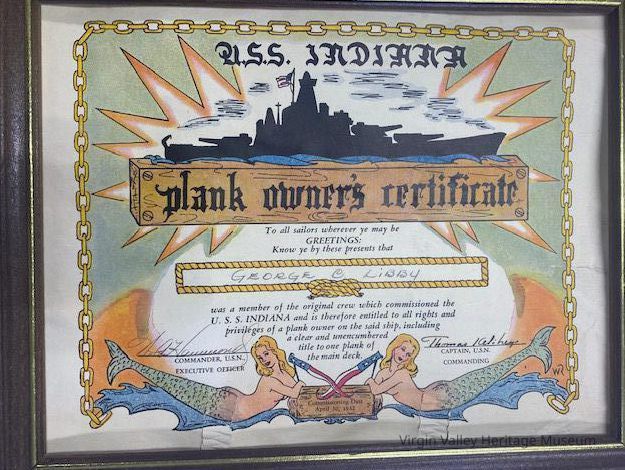 U.S.S. INDIANA
plank owner's certificate
To all sailors wherever ye may be
GREETINGS:
Know ye by these presents that
GEORGE C LIBBY
was a member of the original crew which commissioned the
U. S. S. INDIANA and is therefore entitled to all rights and
privileges of a plank owner on the said ship, including
a clear and unencumbered
title to one plank of
the main deck.
COMMANDER, U.S.N.,
EXECUTIVE OFFICER
Thomas
CAPTAIN, U.S.N.
COMMANDING
Commissioning Date
April 30, 1942
WR
Virgin Valley Heritage Museum